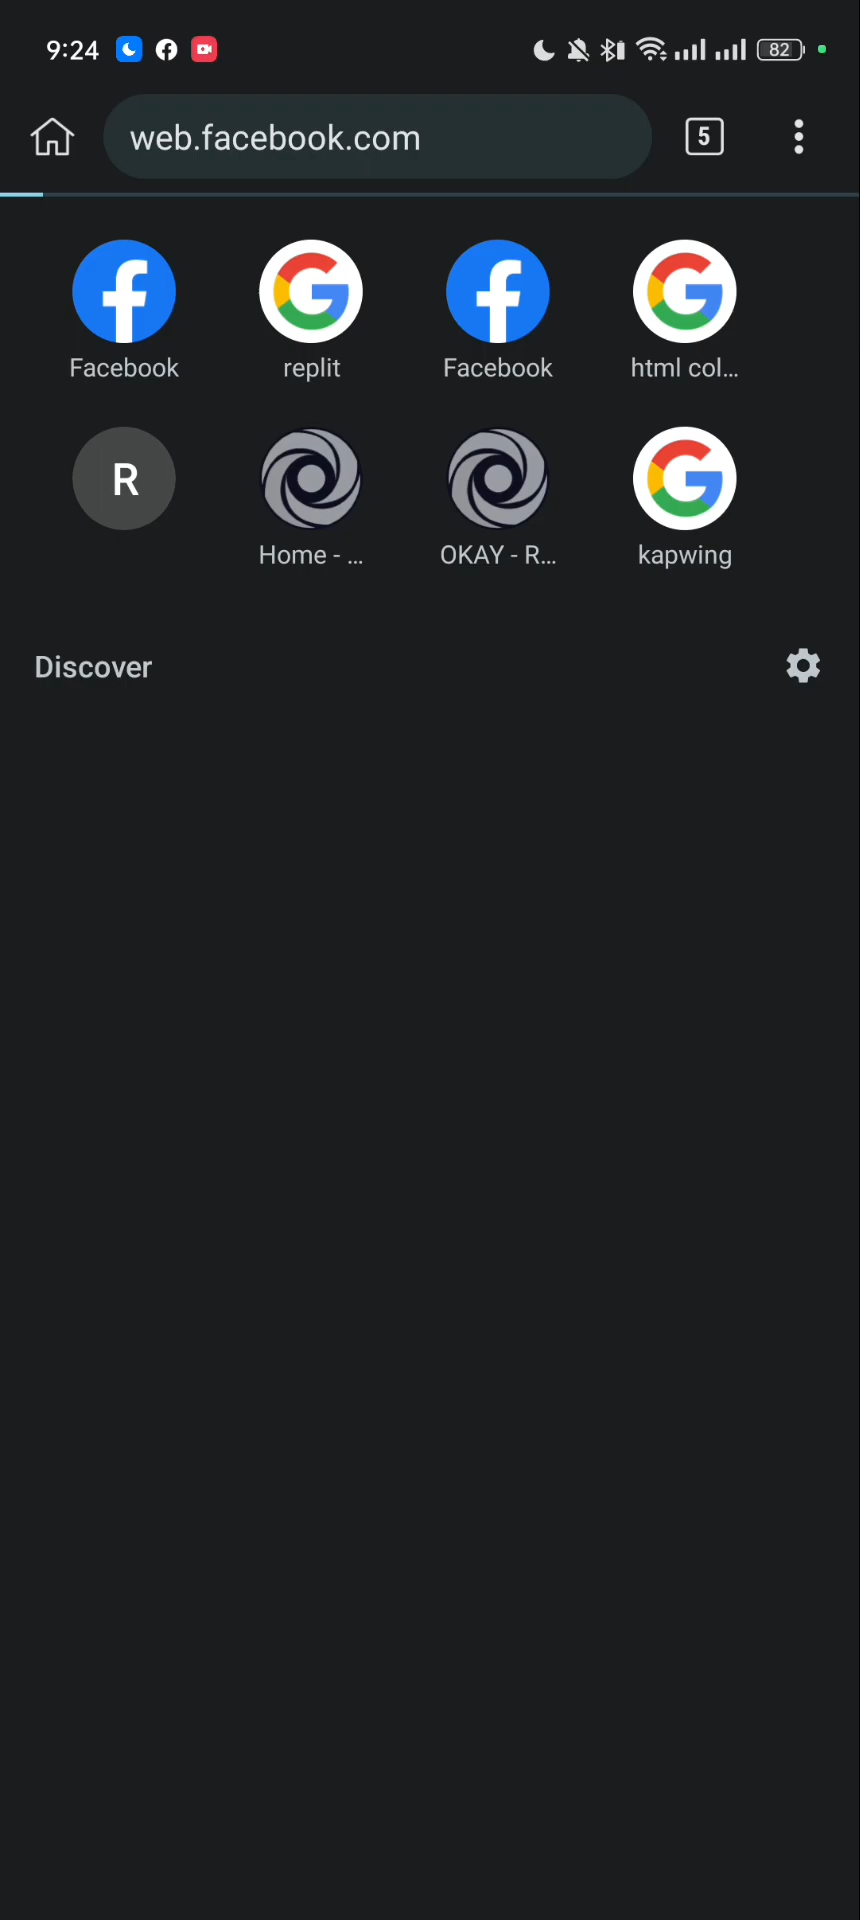 9:24
82
web.facebook.com
5
Facebook
replit
Facebook
html col...
R
Home - ...
OKAY - R...
kapwing
Discover